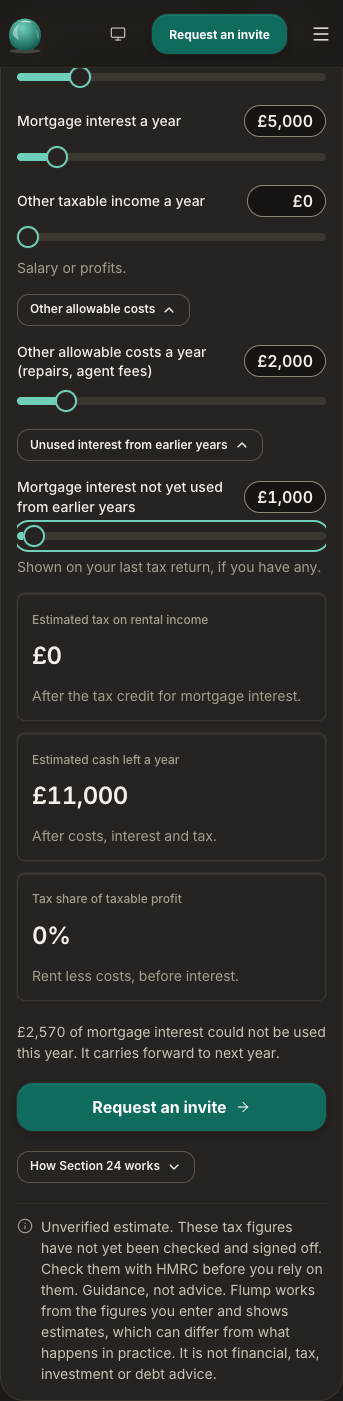 Request an invite
Mortgage interest a year
£5,000
Other taxable income a year
£0
Salary or profits.
Other allowable costs
Other allowable costs a year
(repairs, agent fees)
£2,000
Unused interest from earlier years
Mortgage interest not yet used
from earlier years
£1,000
Shown on your last tax return, if you have any.
Estimated tax on rental income
£0
After the tax credit for mortgage interest.
Estimated cash left a year
£11,000
After costs, interest and tax.
Tax share of taxable profit
0%
Rent less costs, before interest.
£2,570 of mortgage interest could not be used
this year. It carries forward to next year.
Request an invite
How Section 24 works
Unverified estimate. These tax figures
have not yet been checked and signed off.
Check them with HMRC before you rely on
them. Guidance, not advice. Flump works
from the figures you enter and shows
estimates, which can differ from what
happens in practice. It is not financial, tax,
investment or debt advice.